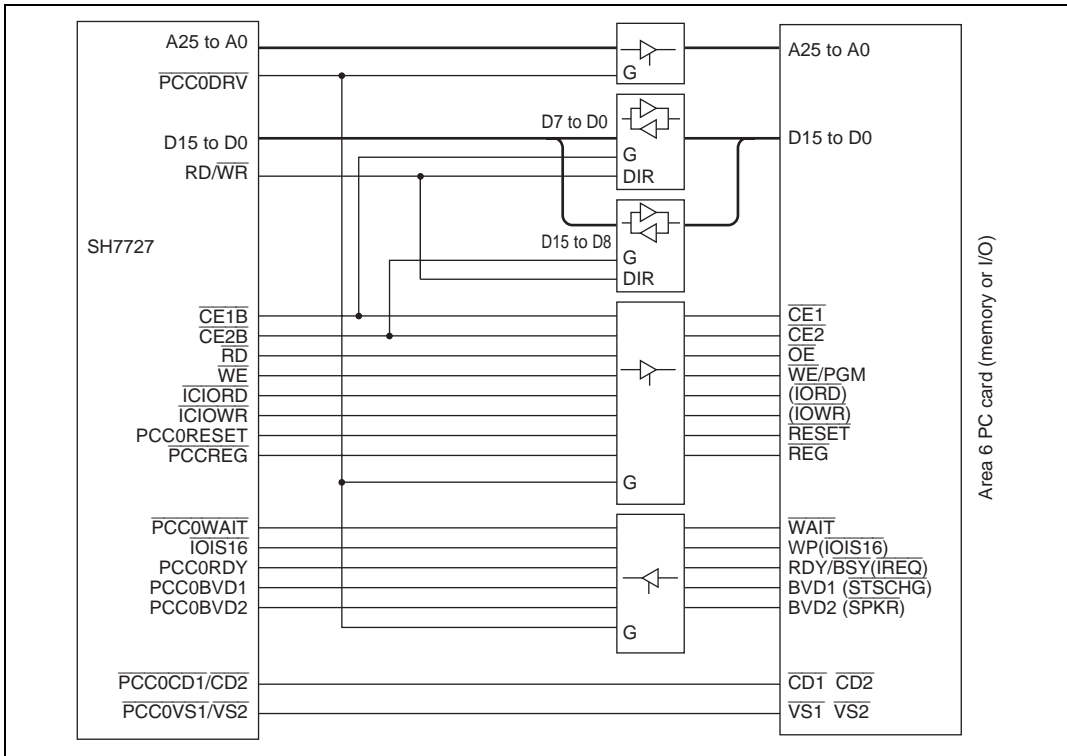 A25 to A0
A25 to A0
G
PCC0DRV
D7 to D0
D15 to D0
D15 to D0
G
RD/WR
DIR
D15 to D8
SH7727
G
DIR
CE1B
CE1
CE2B
CE2
RD
OE
WE
WE/PGM
ICIORD
(IORD)
ICIOWR
(IOWR)
PCC0RESET
RESET
PCCREG
REG
G
PCC0WAIT
WAIT
IOIS16
WP(IOIS16)
PCC0RDY
RDY/BSY(IREQ)
PCC0BVD1
BVD1 (STSCHG)
PCC0BVD2
BVD2 (SPKR)
G
PCC0CD1/CD2
CD1 CD2
PCC0VS1/VS2
VS1 VS2
Area 6 PC card (memory or I/O)